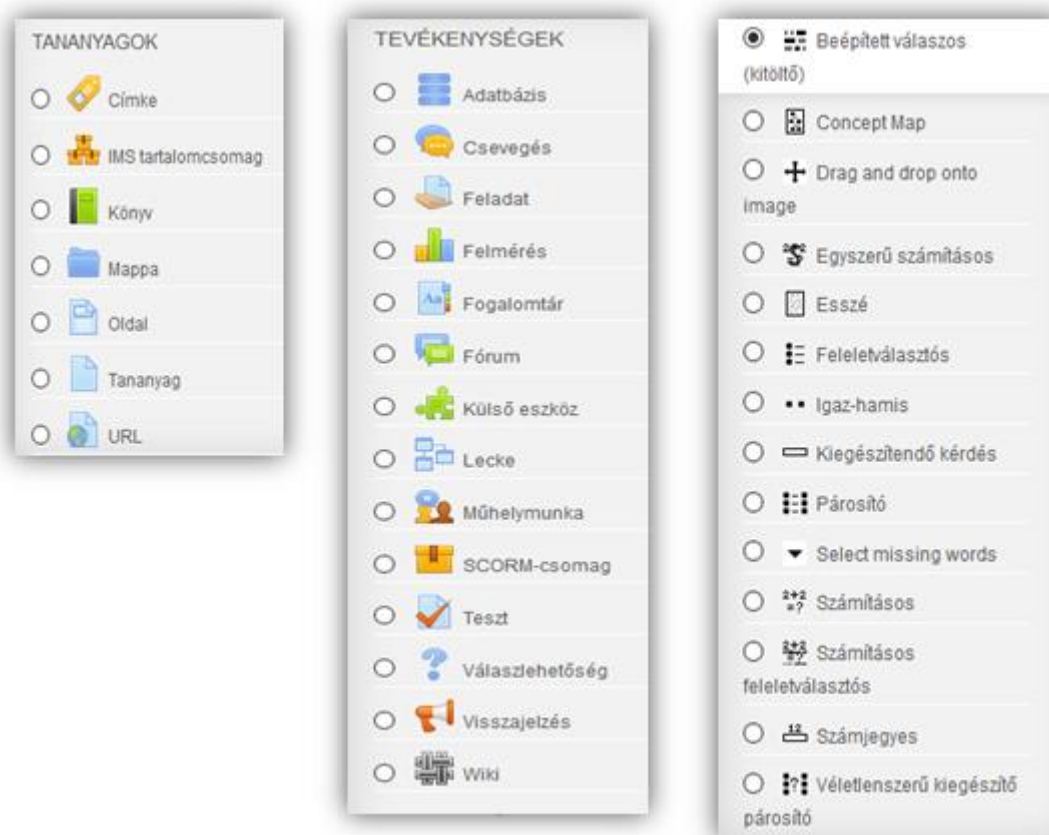 TANANYAGOK
Címke
IMS tartalomcsomag
Könyv
Mappa
Oldal
Tananyag
URL
TEVÉKENYSÉGEK
Adatbázis
Csevegés
Feladat
Felmérés
Fogalomtár
Fórum
Külső eszköz
Lecke
Műhelymunka
SCORM-csomag
Teszt
Válaszlehetőség
Visszajelzés
Wiki
Beépített válaszos
(kitöltő)
Concept Map
Drag and drop onto
image
Egyszerű számításos
Esszé
Feleletválasztós
Igaz-hamis
Kiegészítendő kérdés
Párosító
Select missing words
Számításos
Számításos
feleletválasztós
Számjegyes
Véletlenszerű kiegészítő
párosító